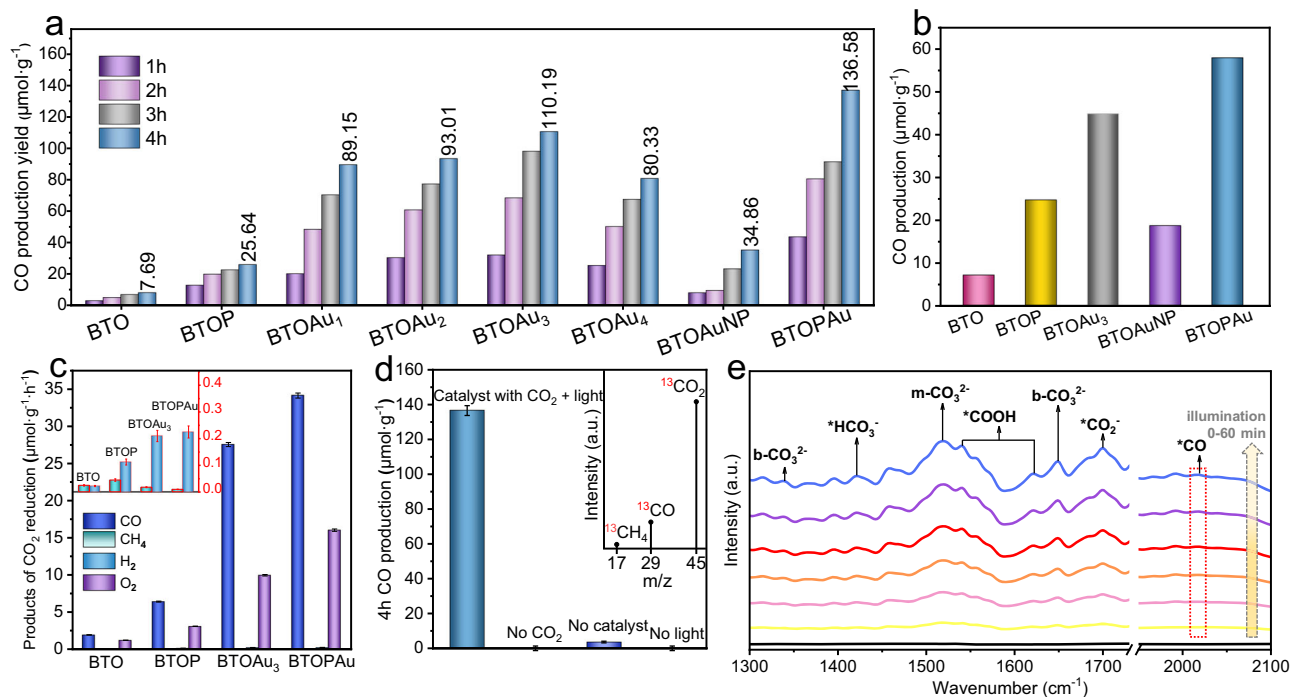 a
CO production yield (μmol·g⁻¹)
160
140
120
100
80
60
40
20
0
1h
2h
3h
4h
7.69
25.64
89.15
93.01
110.19
80.33
34.86
136.58
BTO
BTOP
BTOAu₁
BTOAu₂
BTOAu₃
BTOAu₄
BTOAuNP
BTOPAu
b
CO production (μmol·g⁻¹)
60
50
40
30
20
10
0
BTO
BTOP
BTOAu₃
BTOAuNP
BTOPAu
c
Products of CO₂ reduction (μmol·g⁻¹·h⁻¹)
35
30
25
20
15
10
5
0
0.4
0.3
0.2
0.1
0.0
BTO
BTOP
BTOAu₃
BTOPAu
CO
CH₄
H₂
O₂
BTO
BTOP
BTOAu₃
BTOPAu
d
4h CO production (μmol·g⁻¹)
160
140
120
100
80
60
40
20
0
Catalyst with CO₂ + light
No CO₂
No catalyst
No light
Intensity (a.u.)
¹³CO₂
¹³CO
¹³CH₄
17 29 45
m/z
e
Intensity (a.u.)
b-CO₃²⁻
*HCO₃⁻
m-CO₃²⁻
*COOH
b-CO₃²⁻
*CO₂⁻
*CO
illumination
0-60 min
1300 1400 1500 1600 1700 2000 2100
Wavenumber (cm⁻¹)